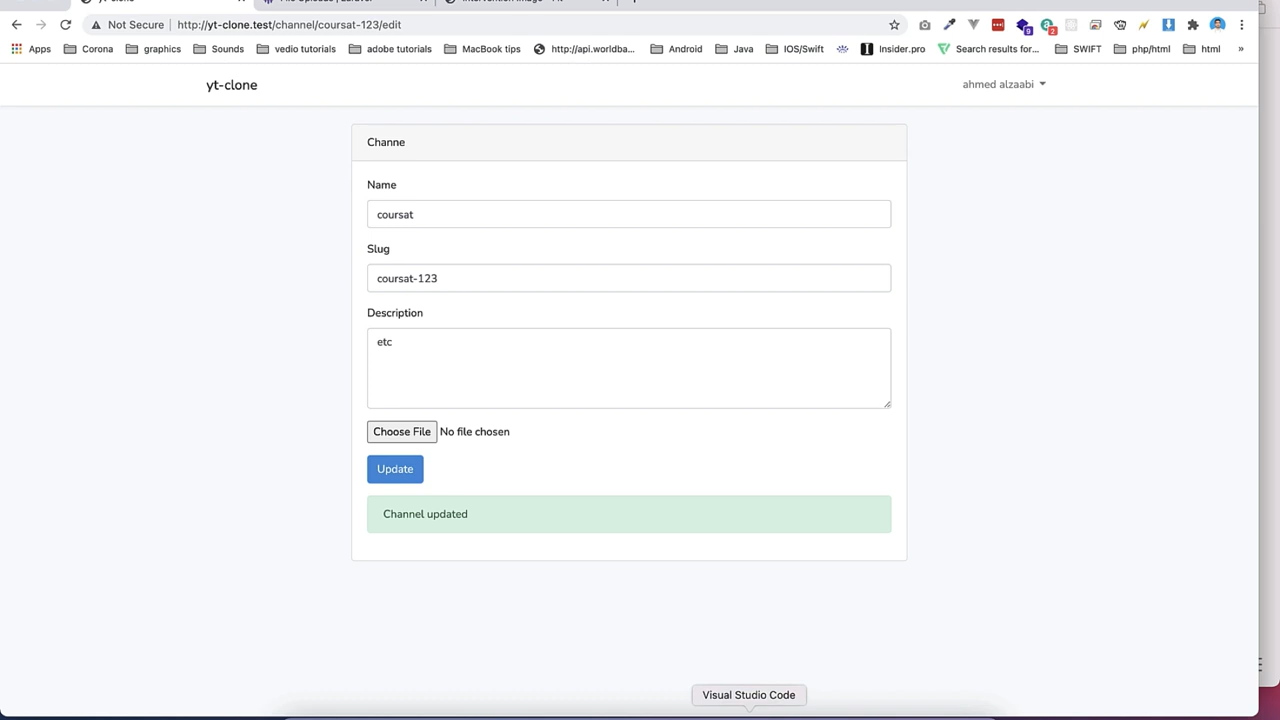 Not Secure http://yt-clone.test/channel/coursat-123/edit
9 2
Apps Corona graphics Sounds vedio tutorials adobe tutorials MacBook tips http://api.worldba... Android Java IOS/Swift Insider.pro Search results for... SWIFT php/html html »
yt-clone ahmed alzaabi
Channe
Name
coursat
Slug
coursat-123
Description
etc
Choose File No file chosen
Update
Channel updated
Visual Studio Code